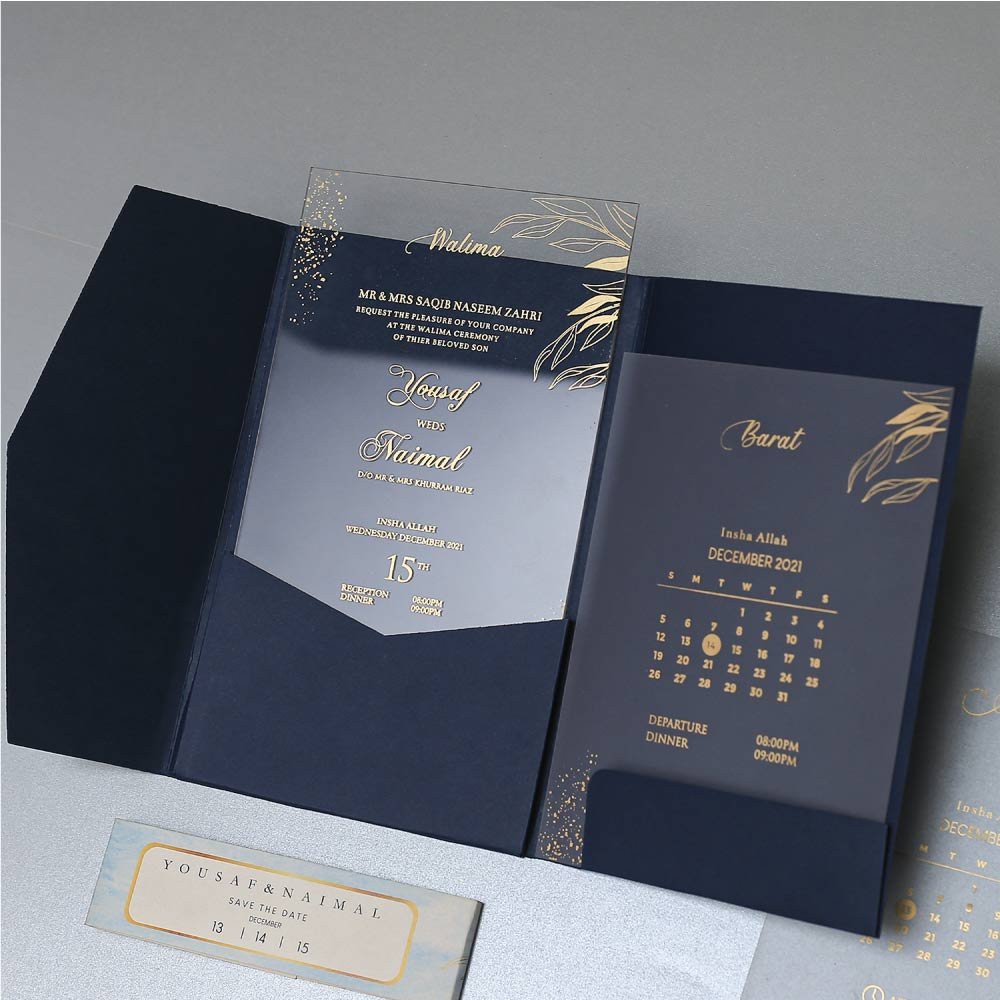 Walima
MR & MRS SAQIB NASEEM ZAHRI
REQUEST THE PLEASURE OF YOUR COMPANY
AT THE WALIMA CEREMONY
OF THIER BELOVED SON
Yousaf
WEDS
Naimal
D/O MR & MRS KHURRAM RIAZ
INSHA ALLAH
WEDNESDAY DECEMBER 2021
15TH
RECEPTION 08:00PM
DINNER 09:00PM
Barat
Insha Allah
DECEMBER 2021
S M T W T F S
1 2 3 4
5 6 7 8 9 10 11
12 13 14 15 16 17 18
19 20 21 22 23 24 25
26 27 28 29 30 31
DEPARTURE 08:00PM
DINNER 09:00PM
YOUSAF & NAIMAL
SAVE THE DATE
DECEMBER
13 | 14 | 15
Insha
DECEMBER
M T W